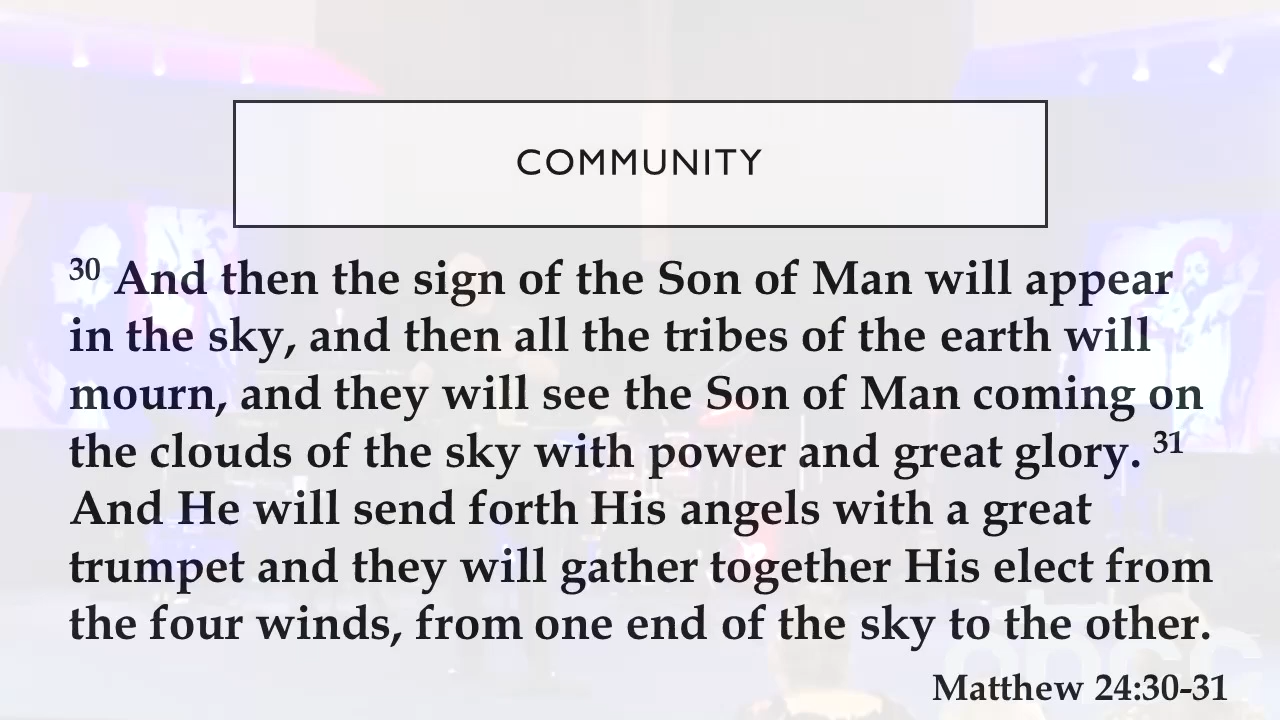 COMMUNITY
30 And then the sign of the Son of Man will appear
in the sky, and then all the tribes of the earth will
mourn, and they will see the Son of Man coming on
the clouds of the sky with power and great glory. 31
And He will send forth His angels with a great
trumpet and they will gather together His elect from
the four winds, from one end of the sky to the other.
Matthew 24:30-31